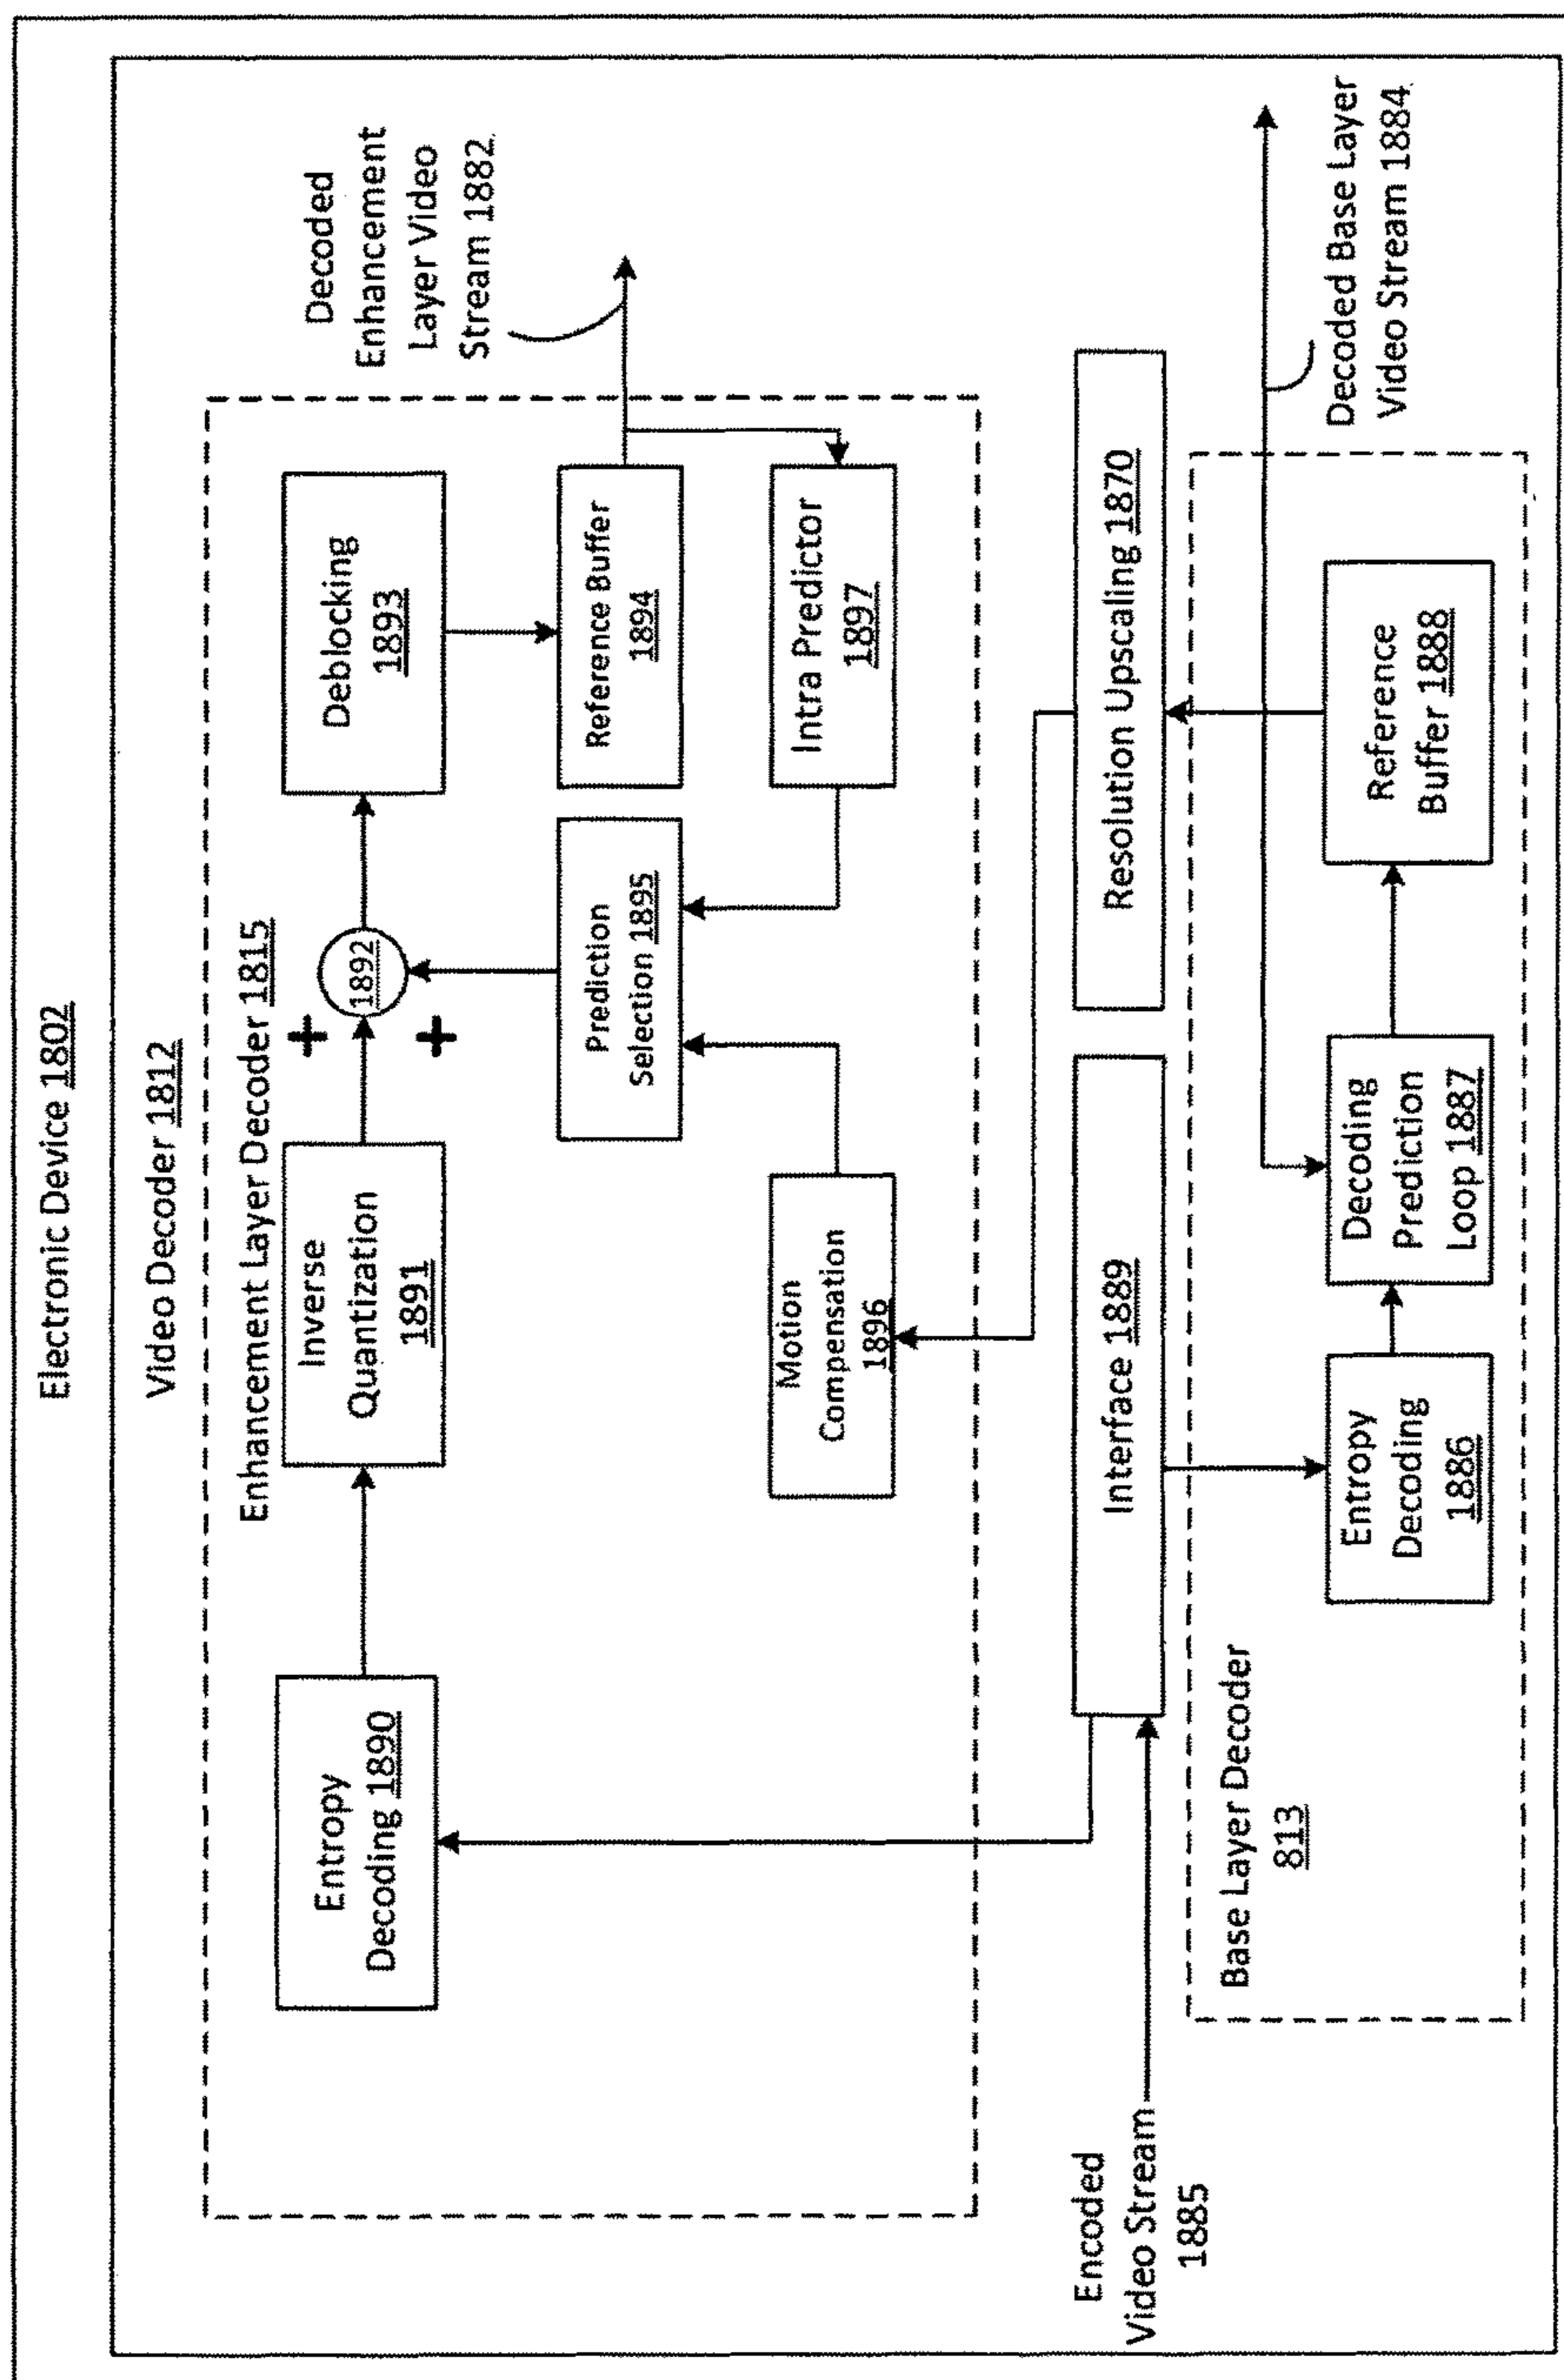 Electronic Device 1802
Video Decoder 1812
Enhancement Layer Decoder 1815
Entropy
Decoding 1890
Inverse
Quantization
1891
+
+
1892
Deblocking
1893
Decoded
Enhancement
Layer Video
Stream 1882
Prediction
Selection 1895
Reference Buffer
1894
Motion
Compensation
1896
Intra Predictor
1897
Encoded
Video Stream
1885
Interface 1889
Resolution Upscaling 1870
Base Layer Decoder
813
Entropy
Decoding
1886
Decoding
Prediction
Loop 1887
Reference
Buffer 1888
Decoded Base Layer
Video Stream 1884